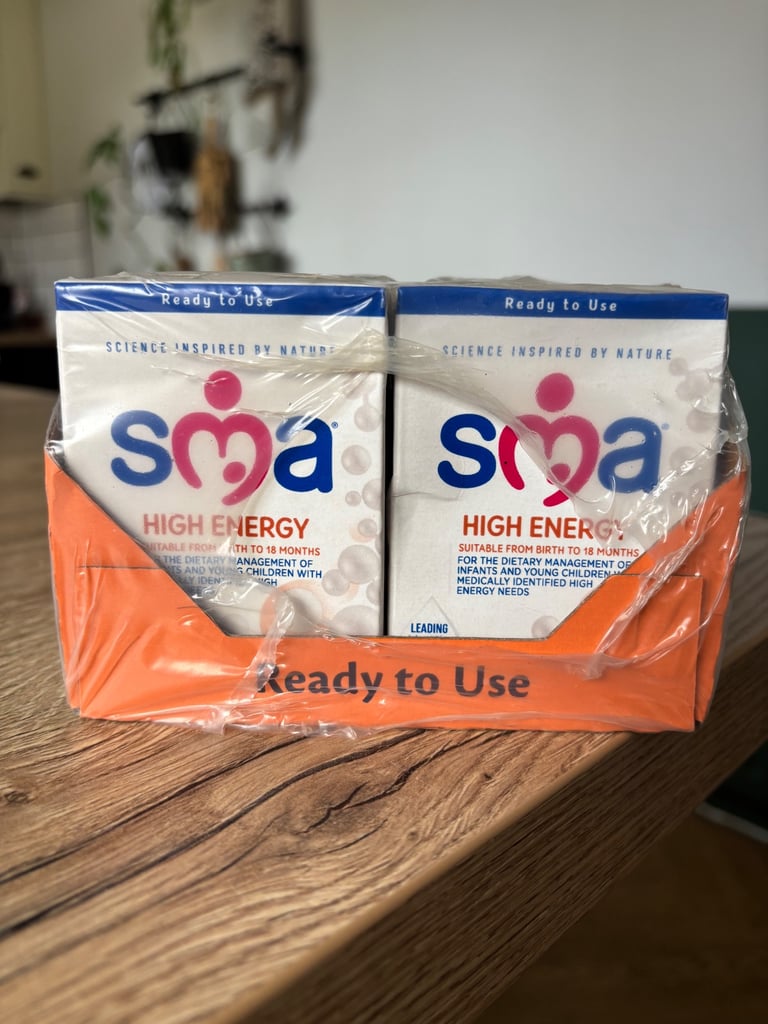 Ready to Use
SCIENCE INSPIRED BY NATURE
sma
HIGH ENERGY
SUITABLE FROM BIRTH TO 18 MONTHS
THE DIETARY MANAGEMENT OF
AND YOUNG CHILDREN WITH
HIGH
Ready to Use
SCIENCE INSPIRED BY NATURE
sma
HIGH ENERGY
SUITABLE FROM BIRTH TO 18 MONTHS
FOR THE DIETARY MANAGEMENT OF
INFANTS AND YOUNG CHILDREN
MEDICALLY IDENTIFIED HIGH
ENERGY NEEDS
LEADING
Ready to Use